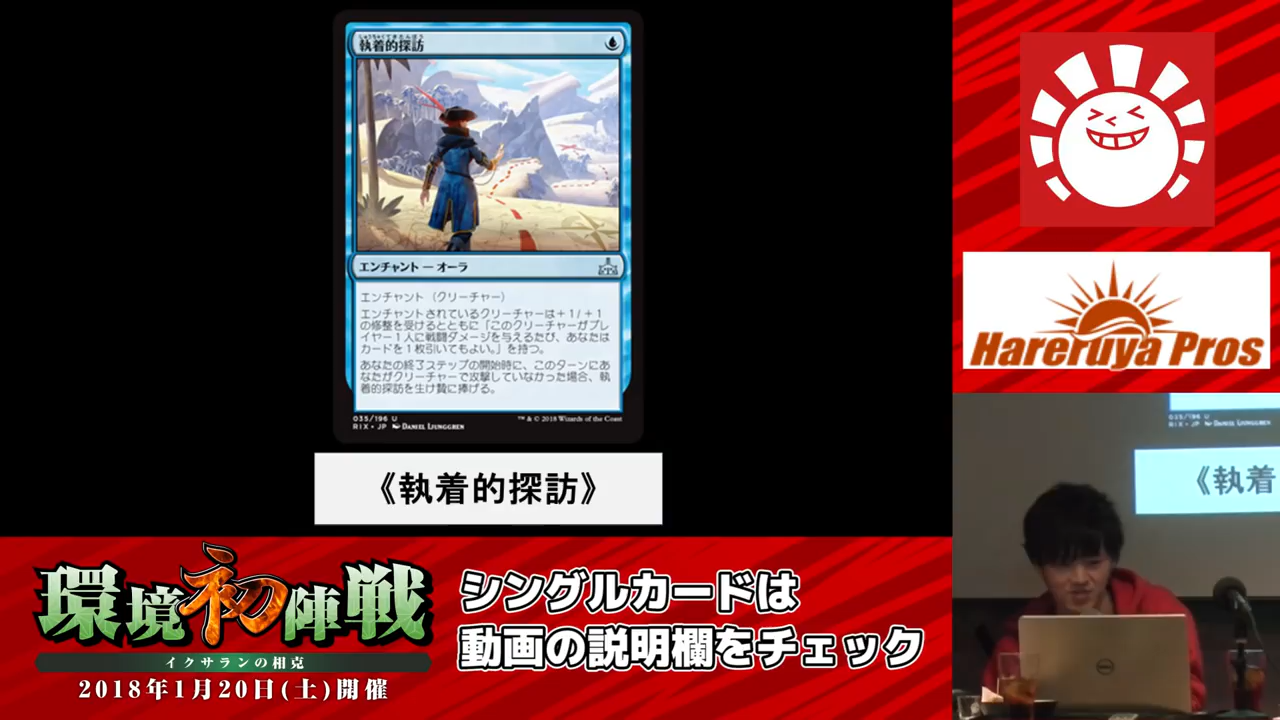 執着的探訪
エンチャント ― オーラ
エンチャント(クリーチャー)
エンチャントされているクリーチャーは+1/+1
の修整を受けるとともに「このクリーチャーがプレ
イヤー1人に戦闘ダメージを与えるたび、あなたは
カードを1枚引いてもよい。」を持つ。
あなたの終了ステップの開始時に、このターンにあ
なたがクリーチャーで攻撃していなかった場合、執
着的探訪を生け贄に捧げる。
035/196 U
RIX • JP DANIEL LJUNGGREN
™ & © 2018 Wizards of the Coast
《執着的探訪》
Hareruya Pros
035/196 U
RIX • JP DANIEL LJUNGGREN
《執着
DELL
環境初陣戦
イクサランの相克
2018年1月20日(土)開催
シングルカードは
動画の説明欄をチェック